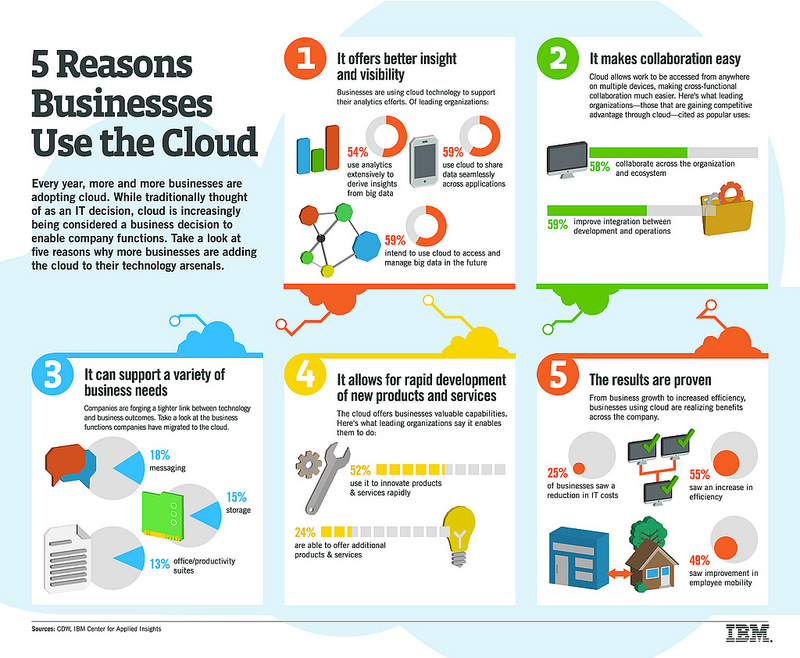 5 Reasons
Businesses
Use the Cloud
Every year, more and more businesses are
adopting cloud. While traditionally thought
of as an IT decision, cloud is increasingly
being considered a business decision to
enable company functions. Take a look at
five reasons why more businesses are adding
the cloud to their technology arsenals.
1
It offers better insight
and visibility
Businesses are using cloud technology to support
their analytics efforts. Of leading organizations:
54%
use analytics
extensively to
derive insights
from big data
59%
use cloud to share
data seamlessly
across applications
59%
intend to use cloud to access and
manage big data in the future
2
It makes collaboration easy
Cloud allows work to be accessed from anywhere
on multiple devices, making cross-functional
collaboration much easier. Here's what leading
organizations—those that are gaining competitive
advantage through cloud—cited as popular uses:
58%
collaborate across the organization
and ecosystem
59%
improve integration between
development and operations
3
It can support a variety of
business needs
Companies are forging a tighter link between technology
and business outcomes. Take a look at the business
functions companies have migrated to the cloud.
18%
messaging
15%
storage
13%
office/productivity
suites
4
It allows for rapid development
of new products and services
The cloud offers businesses valuable capabilities.
Here's what leading organizations say it enables
them to do:
52%
use it to innovate products
& services rapidly
24%
are able to offer additional
products & services
5
The results are proven
From business growth to increased efficiency,
businesses using cloud are realizing benefits
across the company.
25%
of businesses saw a
reduction in IT costs
55%
saw an increase in
efficiency
49%
saw improvement in
employee mobility
Sources: CDW, IBM Center for Applied Insights
IBM.